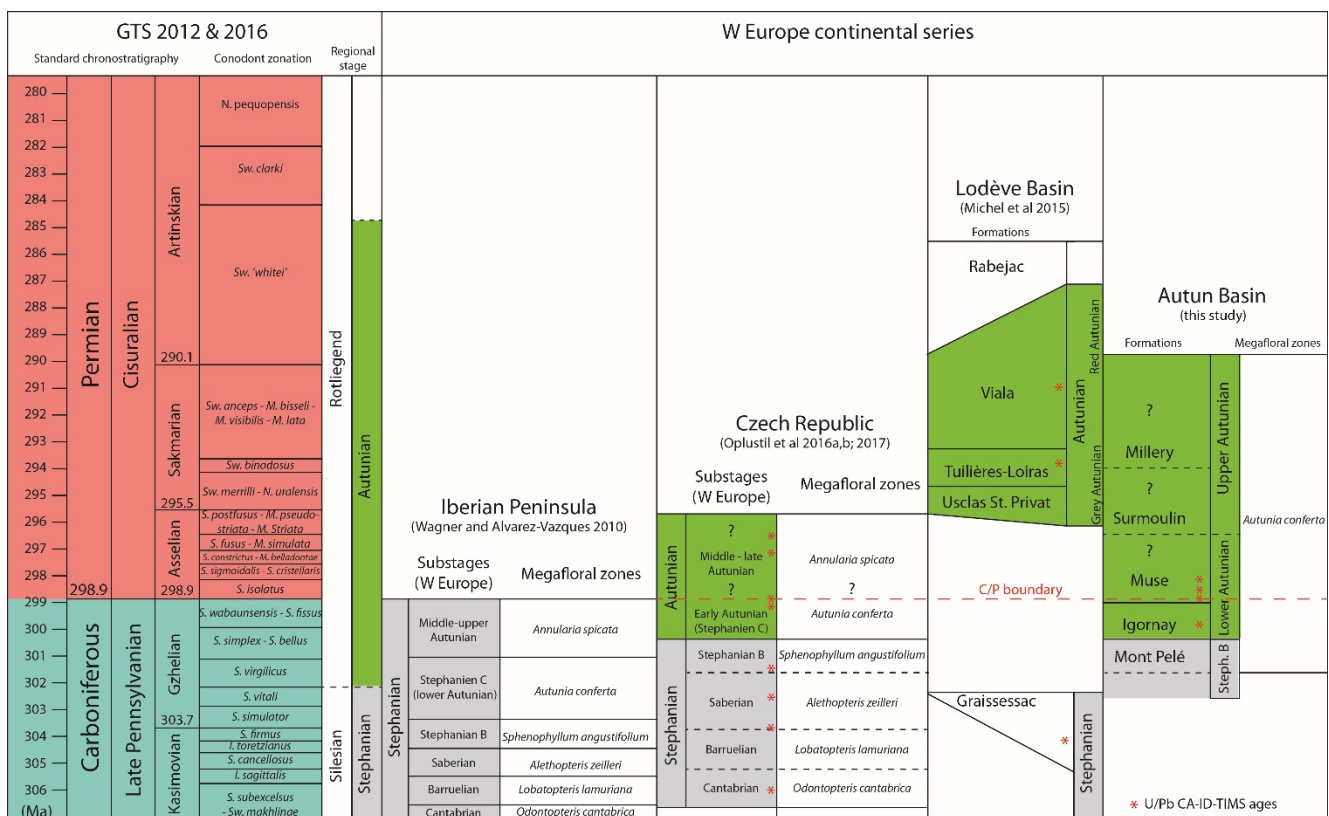 GTS 2012 & 2016
W Europe continental series
Standard chronostratigraphy
Conodont zonation
Regional
stage
280
281
282
283
284
285
286
287
288
289
290
291
292
293
294
295
296
297
298
299
300
301
302
303
304
305
306
(Ma)
Permian
298.9
Carboniferous
Cisuralian
Late Pennsylvanian
Artinskian
290.1
Sakmarian
295.5
Asselian
298.9
Gzhelian
303.7
Kasimovian
N. pequopensis
Sw. clarki
Sw. 'whitei'
Sw. anceps - M. bisseli -
M. visibilis - M. lata
Sw. binodosus
Sw. merrilli - N. uralensis
S. postfusus - M. pseudo-
striata - M. Striata
S. fusus - M. simulata
S. constrictus - M. belladontae
S. sigmoidalis - S. cristellaris
S. isolatus
S. wabaunsensis - S. fissus
S. simplex - S. bellus
S. virgilicus
S. vitali
S. simulator
S. firmus
I. toretzianus
S. cancellosus
I. sagittalis
S. subexcelsus
- Sw. makhlinae
Rotliegend
Silesian
Autunian
Stephanian
Iberian Peninsula
(Wagner and Alvarez-Vazques 2010)
Substages
(W Europe)
Megafloral zones
Stephanian
Middle-upper
Autunian
Annularia spicata
Stephanien C
(lower Autunian)
Autunia conferta
Stephanian B
Sphenophyllum angustifolium
Saberian
Alethopteris zeilleri
Barruelian
Lobatopteris lamuriana
Cantabrian
Odontopteris cantabrica
Czech Republic
(Oplustil et al 2016a,b; 2017)
Substages
(W Europe)
Megafloral zones
Autunian
?
*
Middle - late
Autunian
*
Annularia spicata
?
?
*
*
Early Autunian
(Stephanien C)
Autunia conferta
Stephanian
Stephanian B
*
Sphenophyllum angustifolium
Saberian
*
Alethopteris zeilleri
*
Barruelian
Lobatopteris lamuriana
Cantabrian
*
Odontopteris cantabrica
Lodève Basin
(Michel et al 2015)
Formations
Rabejac
Viala
*
Tuilières-Loiras
*
Usclas St. Privat
Autunian
Red Autunian
Grey Autunian
C/P boundary
Graissessac
*
Stephanian
Autun Basin
(this study)
Formations
Megafloral zones
?
Millery
?
Surmoulin
?
Muse
*
*
*
Igornay
*
Mont Pelé
Upper Autunian
Lower Autunian
Steph. B
Autunia conferta
* U/Pb CA-ID-TIMS ages